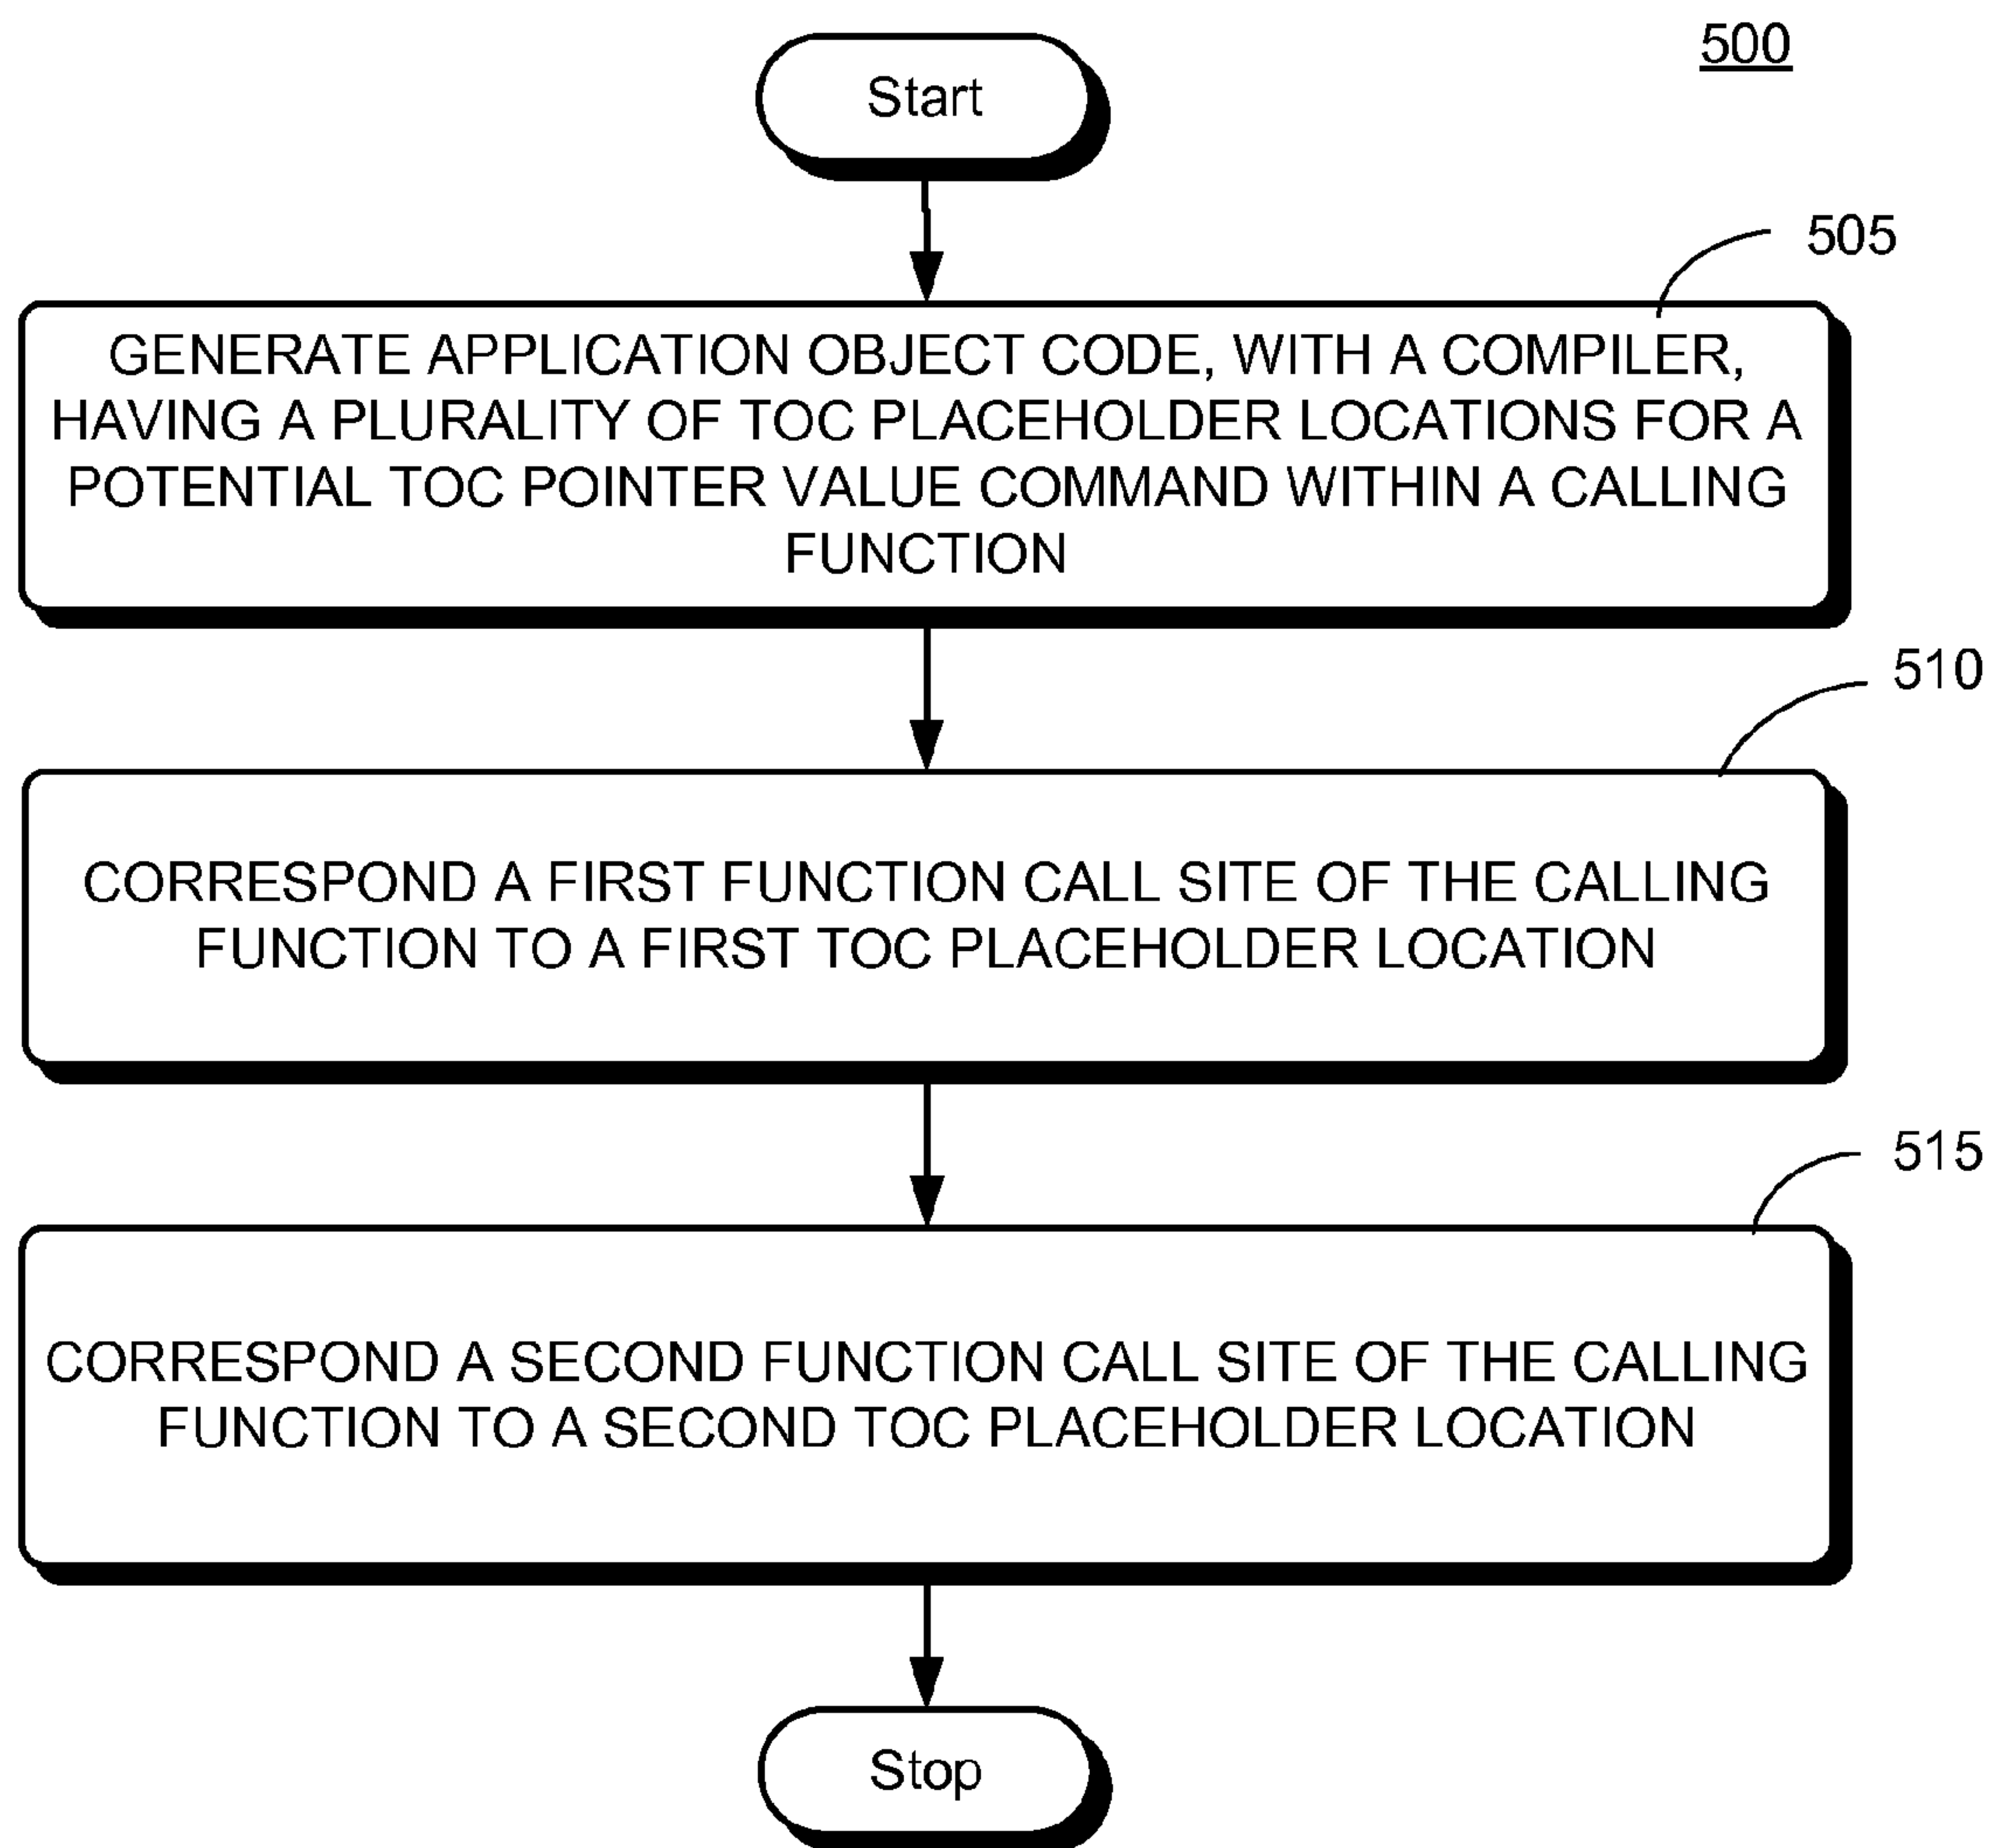 500
Start
505
GENERATE APPLICATION OBJECT CODE, WITH A COMPILER,
HAVING A PLURALITY OF TOC PLACEHOLDER LOCATIONS FOR A
POTENTIAL TOC POINTER VALUE COMMAND WITHIN A CALLING
FUNCTION
510
CORRESPOND A FIRST FUNCTION CALL SITE OF THE CALLING
FUNCTION TO A FIRST TOC PLACEHOLDER LOCATION
515
CORRESPOND A SECOND FUNCTION CALL SITE OF THE CALLING
FUNCTION TO A SECOND TOC PLACEHOLDER LOCATION
Stop